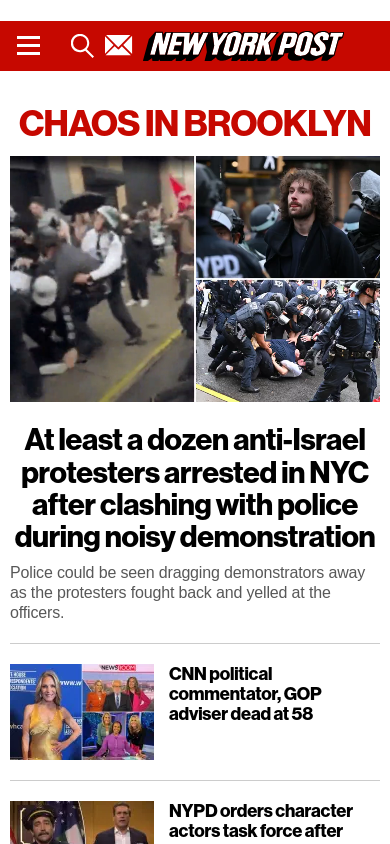 NEW YORK POST
CHAOS IN BROOKLYN
NYPD
At least a dozen anti-Israel
protesters arrested in NYC
after clashing with police
during noisy demonstration
Police could be seen dragging demonstrators away
as the protesters fought back and yelled at the
officers.
NEWSROOM
CNN political
commentator, GOP
adviser dead at 58
NYPD orders character
actors task force after